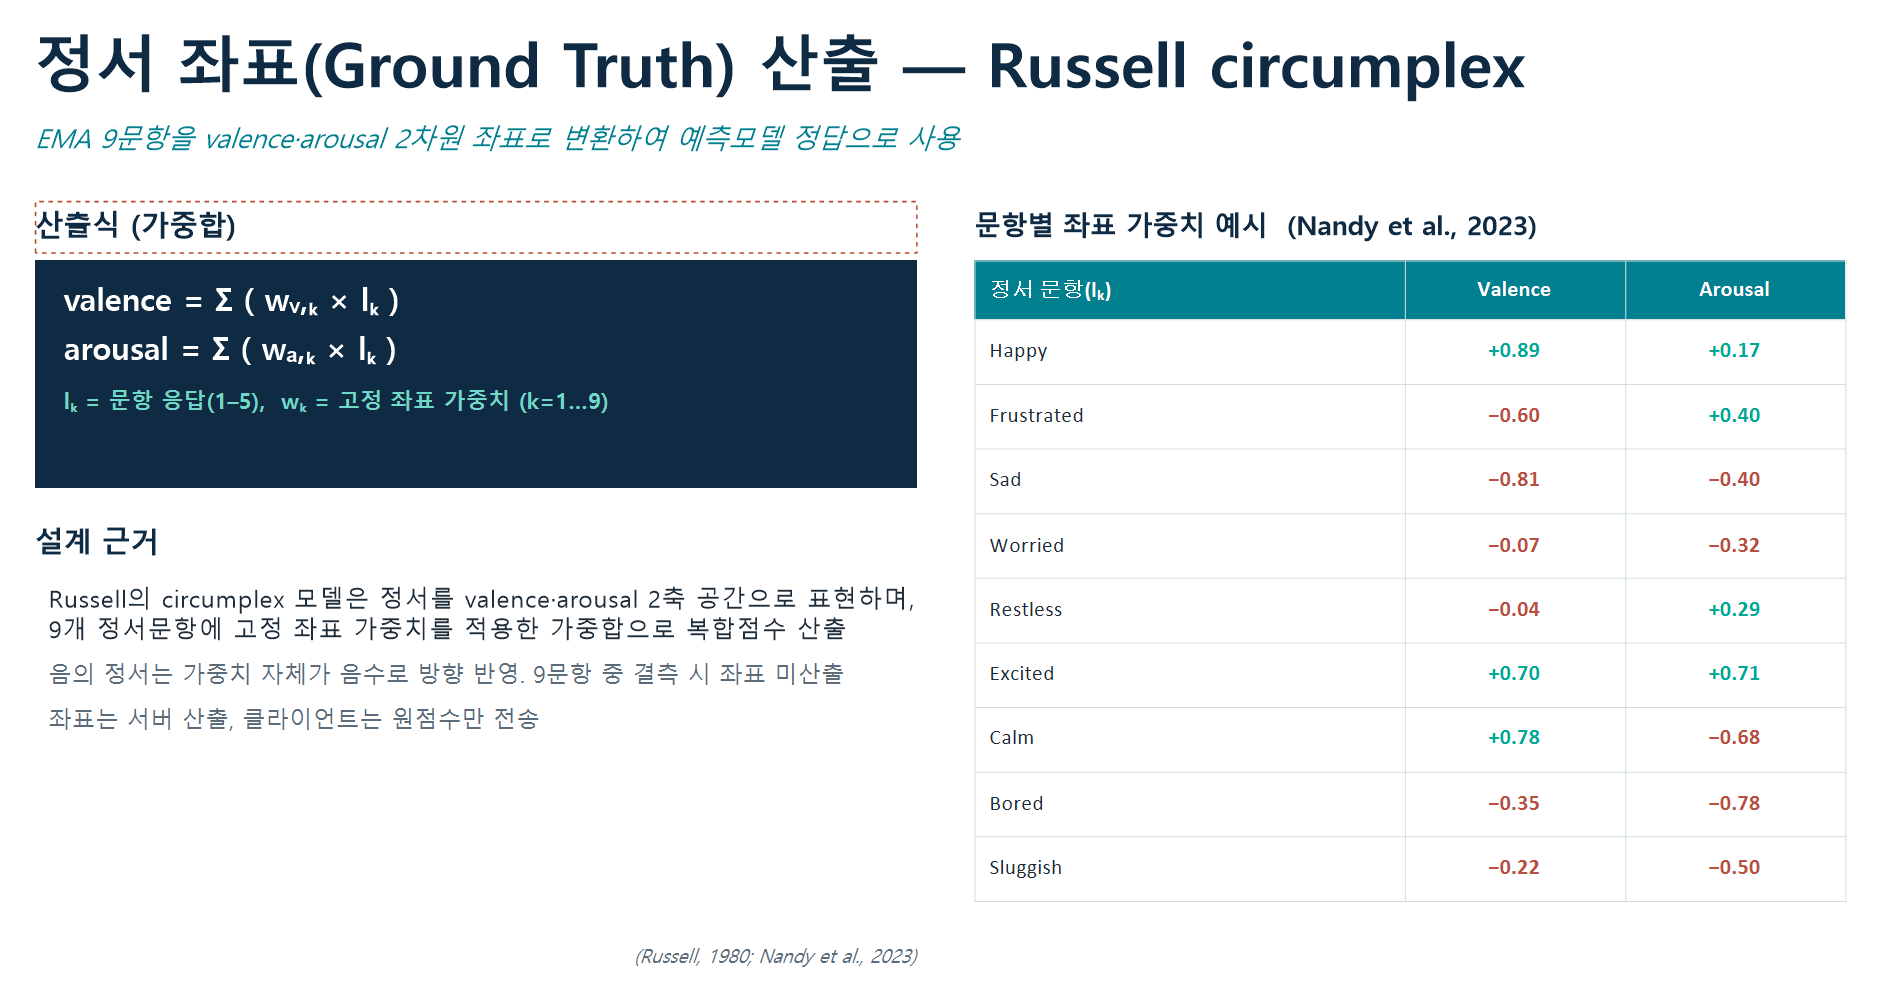 정서 좌표(Ground Truth) 산출 — Russell circumplex
EMA 9문항을 valence·arousal 2차원 좌표로 변환하여 예측모델 정답으로 사용
산출식 (가중합)
valence = Σ ( wᵥ,ₖ × lₖ )
arousal = Σ ( wₐ,ₖ × lₖ )
lₖ = 문항 응답(1–5), wₖ = 고정 좌표 가중치 (k=1…9)
설계 근거
Russell의 circumplex 모델은 정서를 valence·arousal 2축 공간으로 표현하며,
9개 정서문항에 고정 좌표 가중치를 적용한 가중합으로 복합점수 산출
음의 정서는 가중치 자체가 음수로 방향 반영. 9문항 중 결측 시 좌표 미산출
좌표는 서버 산출, 클라이언트는 원점수만 전송
(Russell, 1980; Nandy et al., 2023)
문항별 좌표 가중치 예시 (Nandy et al., 2023)
정서 문항(lₖ) Valence Arousal
Happy +0.89 +0.17
Frustrated −0.60 +0.40
Sad −0.81 −0.40
Worried −0.07 −0.32
Restless −0.04 +0.29
Excited +0.70 +0.71
Calm +0.78 −0.68
Bored −0.35 −0.78
Sluggish −0.22 −0.50